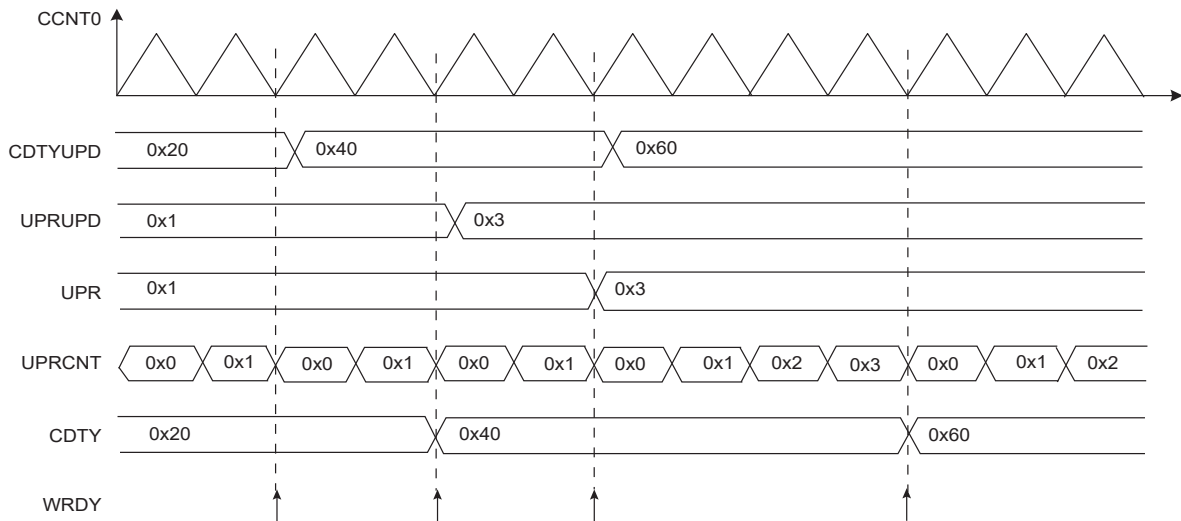 CCNT0
CDTYUPD 0x20 0x40 0x60
UPRUPD 0x1 0x3
UPR 0x1 0x3
UPRCNT 0x0 0x1 0x0 0x1 0x0 0x1 0x0 0x1 0x2 0x3 0x0 0x1 0x2
CDTY 0x20 0x40 0x60
WRDY